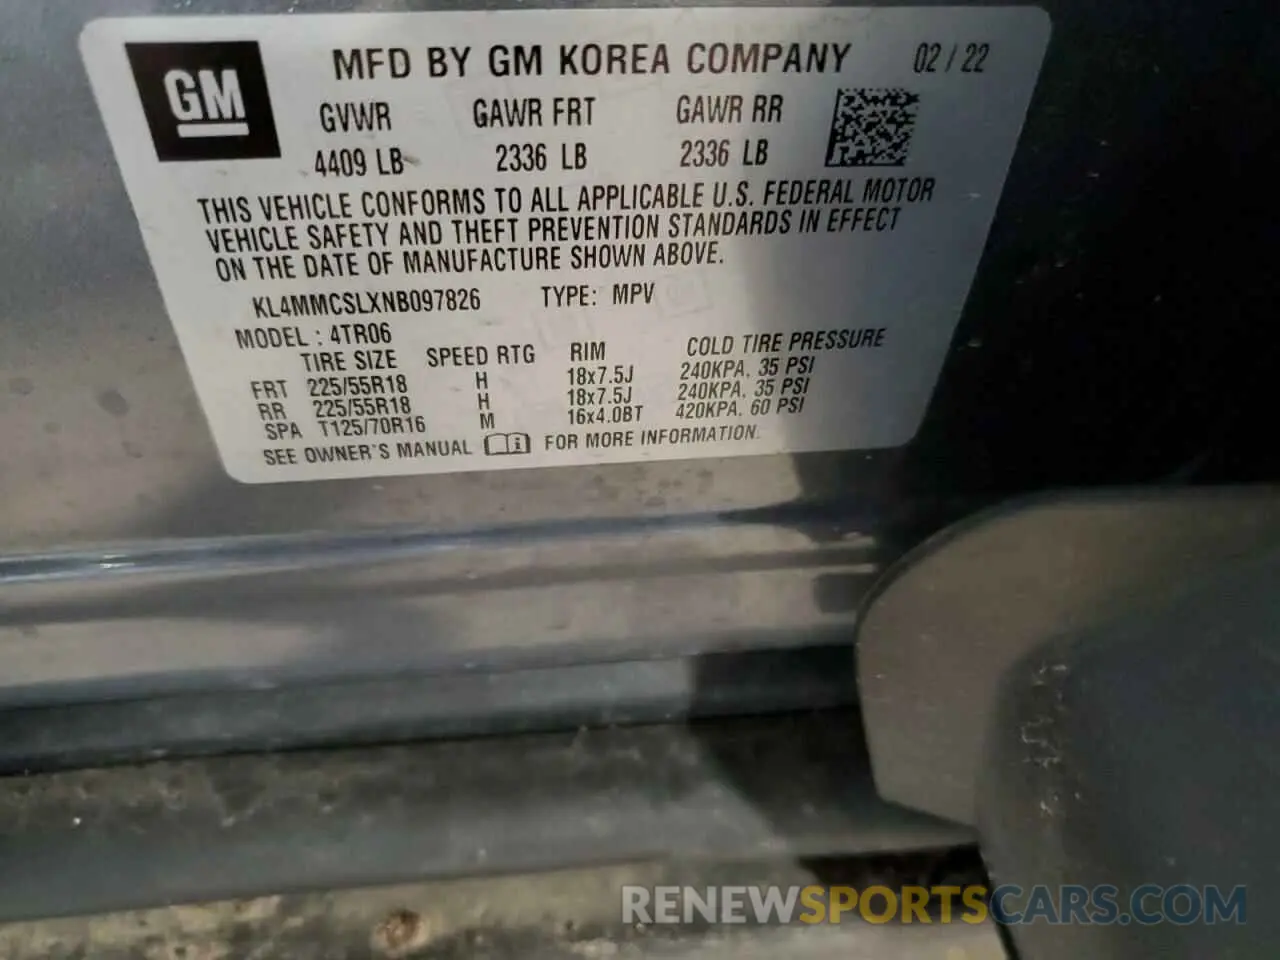 GM
MFD BY GM KOREA COMPANY 02 / 22
GVWR GAWR FRT GAWR RR
4409 LB 2336 LB 2336 LB
THIS VEHICLE CONFORMS TO ALL APPLICABLE U.S. FEDERAL MOTOR
VEHICLE SAFETY AND THEFT PREVENTION STANDARDS IN EFFECT
ON THE DATE OF MANUFACTURE SHOWN ABOVE.
KL4MMCSLXNB097826 TYPE: MPV
MODEL : 4TR06
TIRE SIZE SPEED RTG RIM COLD TIRE PRESSURE
FRT 225/55R18 H 18x7.5J 240KPA. 35 PSI
RR 225/55R18 H 18x7.5J 240KPA. 35 PSI
SPA T125/70R16 M 16x4.0BT 420KPA. 60 PSI
SEE OWNER'S MANUAL FOR MORE INFORMATION.
RENEWSPORTSCARS.COM